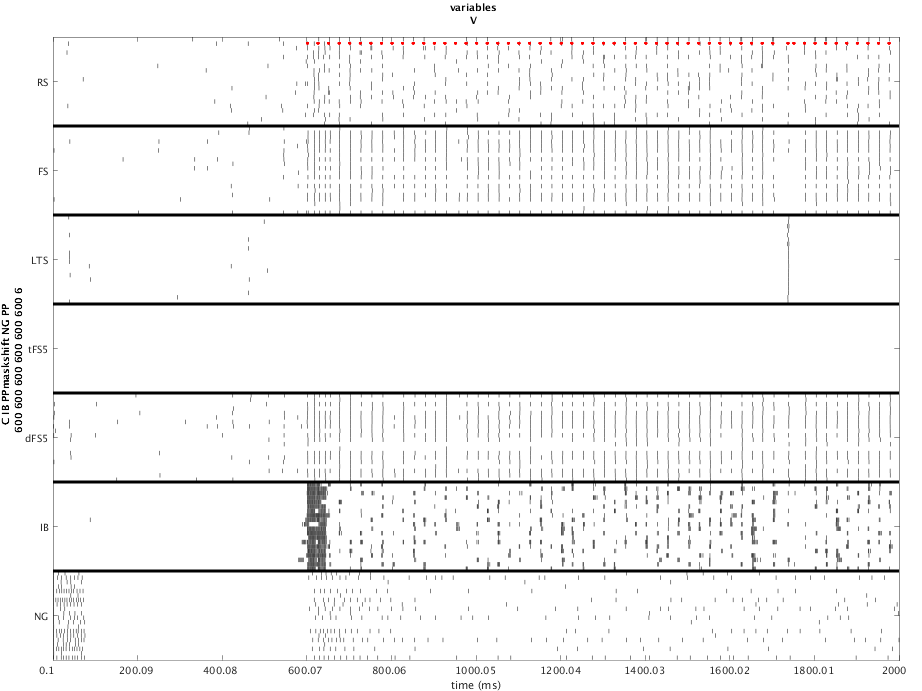 variables
V
RS
FS
LTS
tFS5
dFS5
IB
NG
C IB PPmaskshift NG PP
600 600 600 600 600 600 6
0.1 200.09 400.08 600.07 800.06 1000.05 1200.04 1400.03 1600.02 1800.01 2000
time (ms)